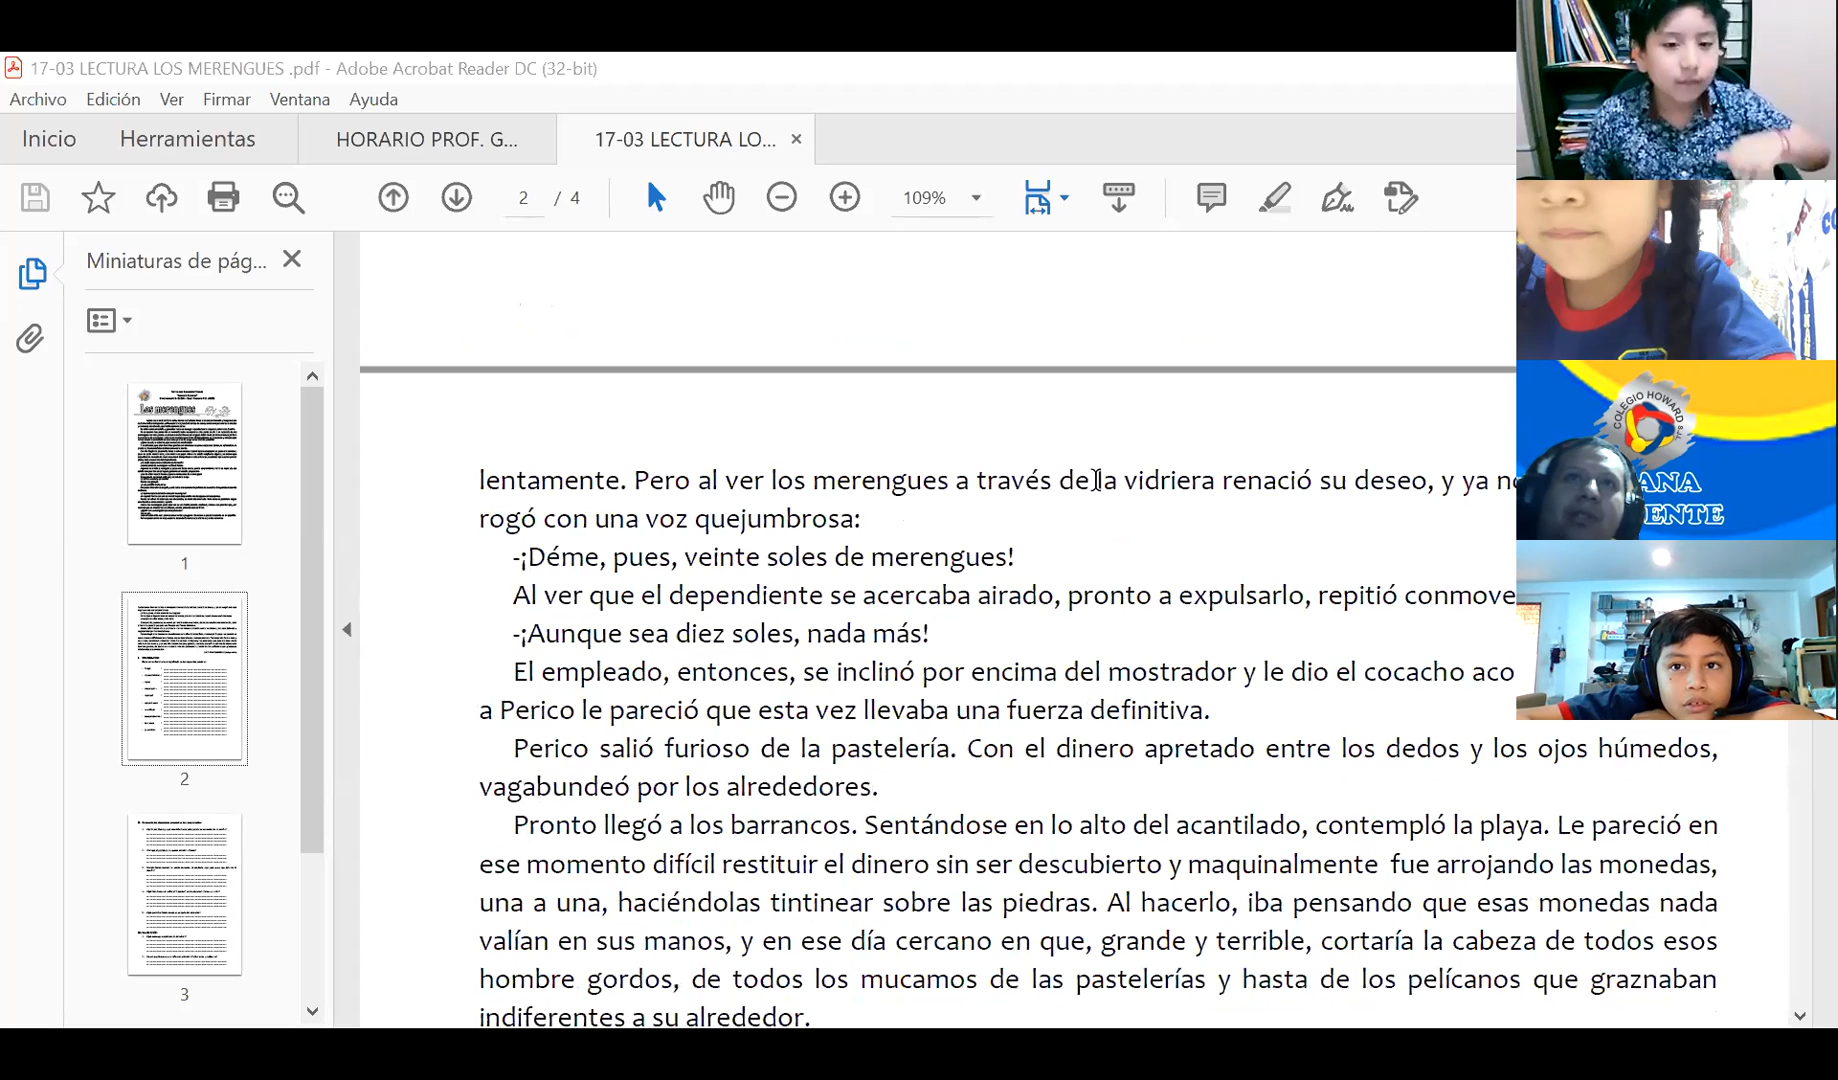 17-03 LECTURA LOS MERENGUES .pdf - Adobe Acrobat Reader DC (32-bit)
Archivo Edición Ver Firmar Ventana Ayuda
Inicio Herramientas HORARIO PROF. G... 17-03 LECTURA LO... ×
2 / 4 109%
Miniaturas de pág...
Los merengues
1
2
3
lentamente. Pero al ver los merengues a través de la vidriera renació su deseo, y ya
rogó con una voz quejumbrosa:
-¡Déme, pues, veinte soles de merengues!
Al ver que el dependiente se acercaba airado, pronto a expulsarlo, repitió conmove
-¡Aunque sea diez soles, nada más!
El empleado, entonces, se inclinó por encima del mostrador y le dio el cocacho aco
a Perico le pareció que esta vez llevaba una fuerza definitiva.
Perico salió furioso de la pastelería. Con el dinero apretado entre los dedos y los ojos húmedos,
vagabundeó por los alrededores.
Pronto llegó a los barrancos. Sentándose en lo alto del acantilado, contempló la playa. Le pareció en
ese momento difícil restituir el dinero sin ser descubierto y maquinalmente fue arrojando las monedas,
una a una, haciéndolas tintinear sobre las piedras. Al hacerlo, iba pensando que esas monedas nada
valían en sus manos, y en ese día cercano en que, grande y terrible, cortaría la cabeza de todos esos
hombre gordos, de todos los mucamos de las pastelerías y hasta de los pelícanos que graznaban
indiferentes a su alrededor.
COLEGIO HOWARD S.R.L.
ANA
ENTE